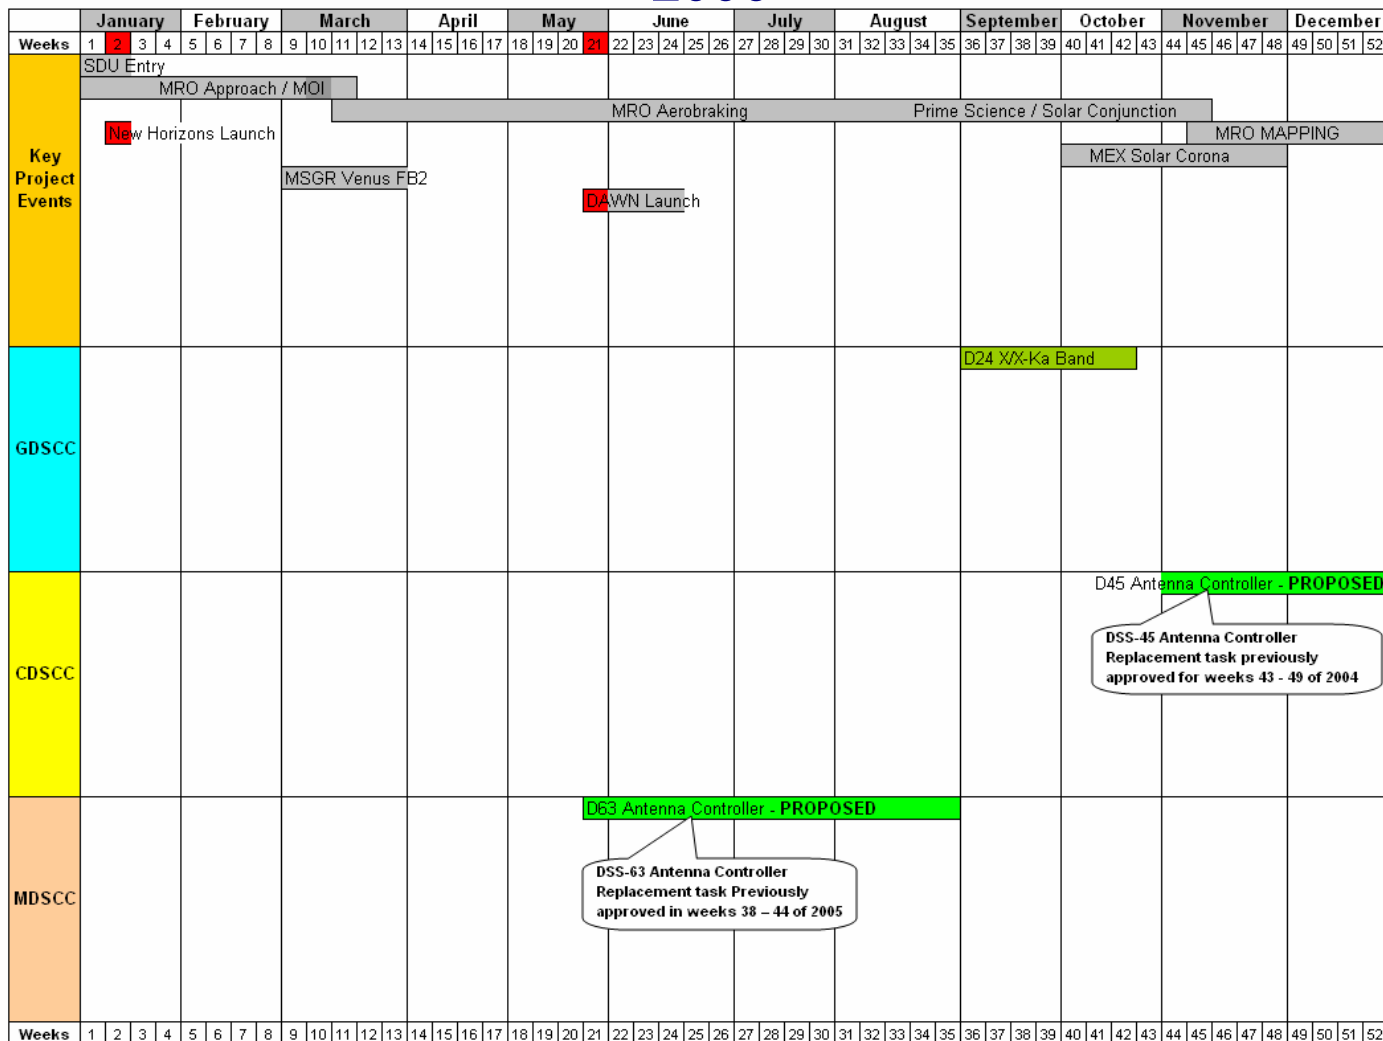 January February March April May June July August September October November December
Weeks 1 2 3 4 5 6 7 8 9 10 11 12 13 14 15 16 17 18 19 20 21 22 23 24 25 26 27 28 29 30 31 32 33 34 35 36 37 38 39 40 41 42 43 44 45 46 47 48 49 50 51 52
Key
Project
Events
SDU Entry
MRO Approach / MOI
MRO Aerobraking Prime Science / Solar Conjunction
New Horizons Launch
MRO MAPPING
MEX Solar Corona
MSGR Venus FB2
DAWN Launch
GDSCC
D24 X/X-Ka Band
CDSCC
D45 Antenna Controller - PROPOSED
DSS-45 Antenna Controller
Replacement task previously
approved for weeks 43 - 49 of 2004
MDSCC
D63 Antenna Controller - PROPOSED
DSS-63 Antenna Controller
Replacement task Previously
approved in weeks 38 – 44 of 2005
Weeks 1 2 3 4 5 6 7 8 9 10 11 12 13 14 15 16 17 18 19 20 21 22 23 24 25 26 27 28 29 30 31 32 33 34 35 36 37 38 39 40 41 42 43 44 45 46 47 48 49 50 51 52